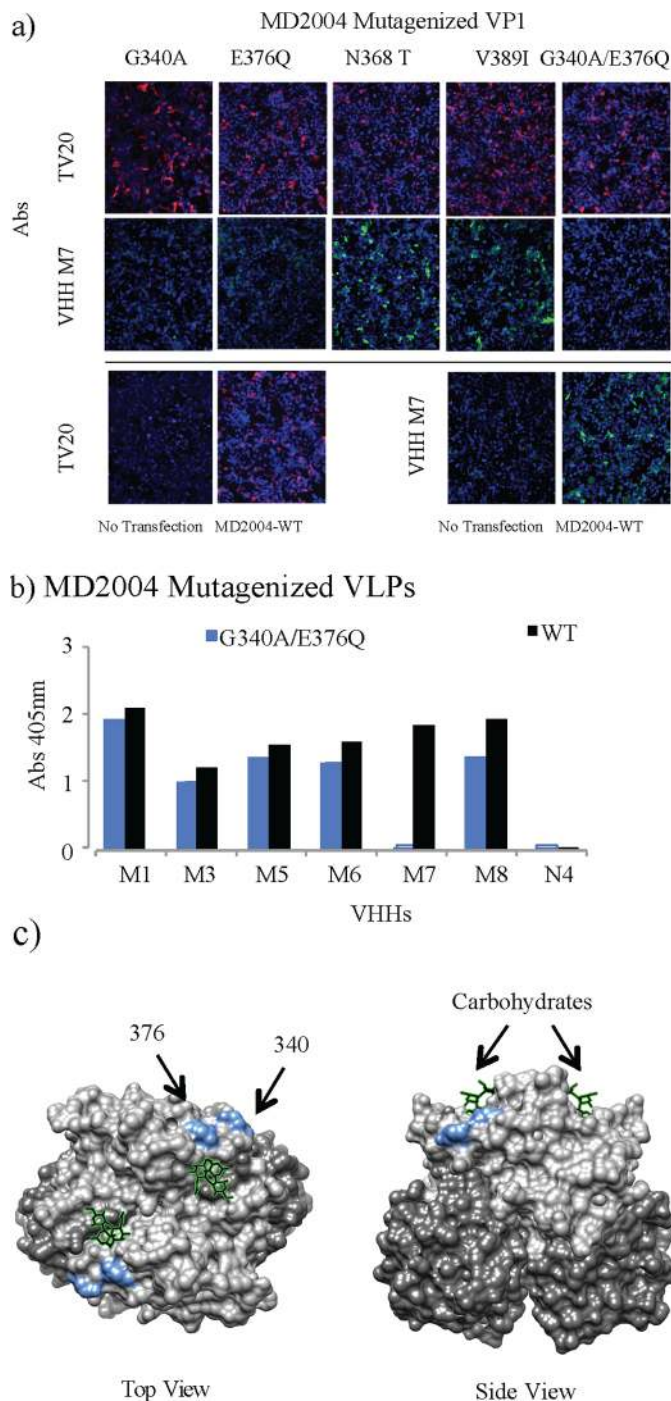 a)
MD2004 Mutagenized VP1
G340A E376Q N368 T V389I G340A/E376Q
Abs
TV20
VHH M7
TV20
VHH M7
No Transfection MD2004-WT No Transfection MD2004-WT
b) MD2004 Mutagenized VLPs
G340A/E376Q WT
Abs 405nm
3
2
1
0
M1 M3 M5 M6 M7 M8 N4
VHHs
c)
376 340
Carbohydrates
Top View Side View